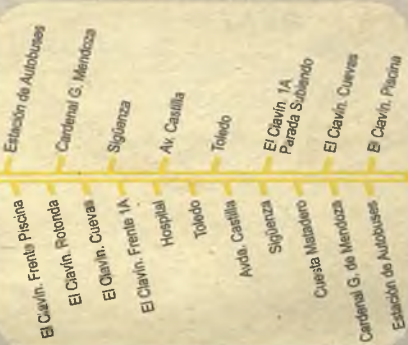 Estación de Autobuses
Cardenal G. Mendoza
Sigüenza
Av. Castilla
Toledo
El Clavín. 1A
Parada Subiendo
El Clavín. Cuevas
El Clavín. Piscina
El Clavín. Frente Piscina
El Clavín. Rotonda
El Clavín. Cuevas
El Clavín. Frente 1A
Hospital
Toledo
Avda. Castilla
Sigüenza
Cuesta Matadero
Cardenal G. de Mendoza
Estación de Autobuses